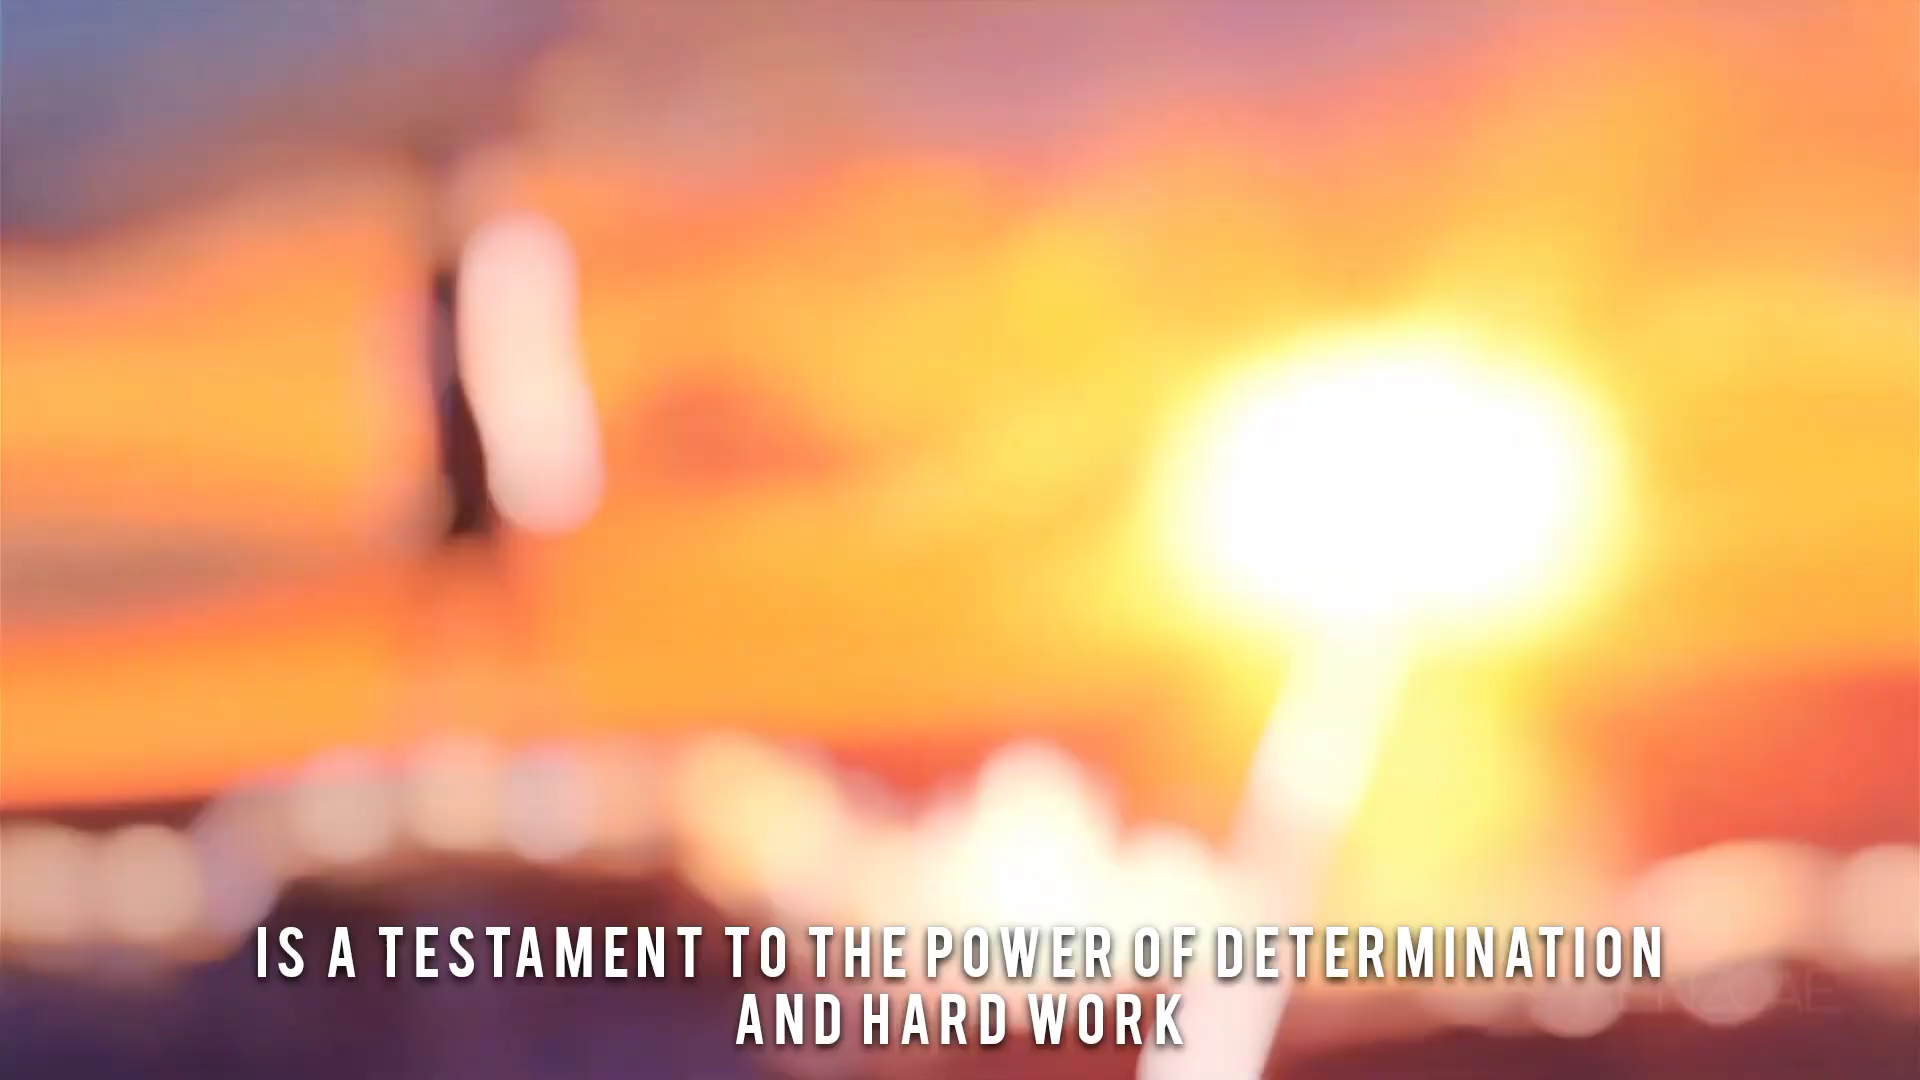 IS A TESTAMENT TO THE POWER OF DETERMINATION
AND HARD WORK